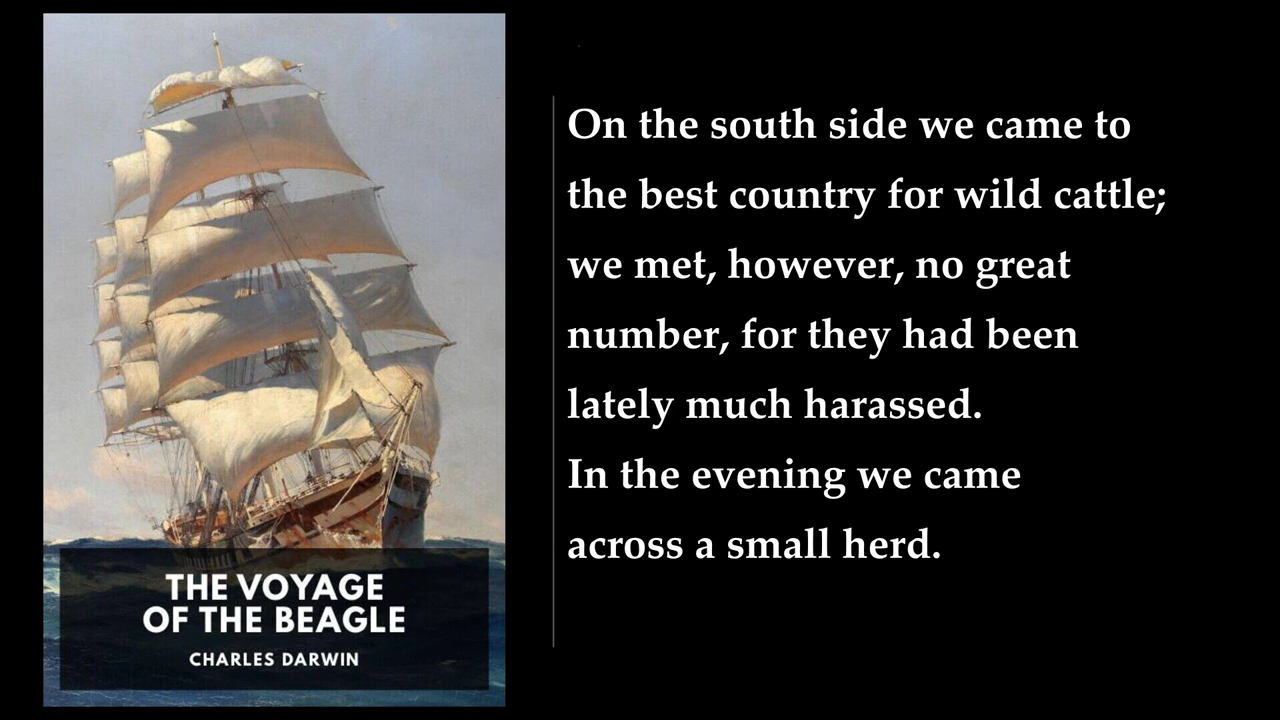 THE VOYAGE
OF THE BEAGLE
CHARLES DARWIN
On the south side we came to
the best country for wild cattle;
we met, however, no great
number, for they had been
lately much harassed.
In the evening we came
across a small herd.